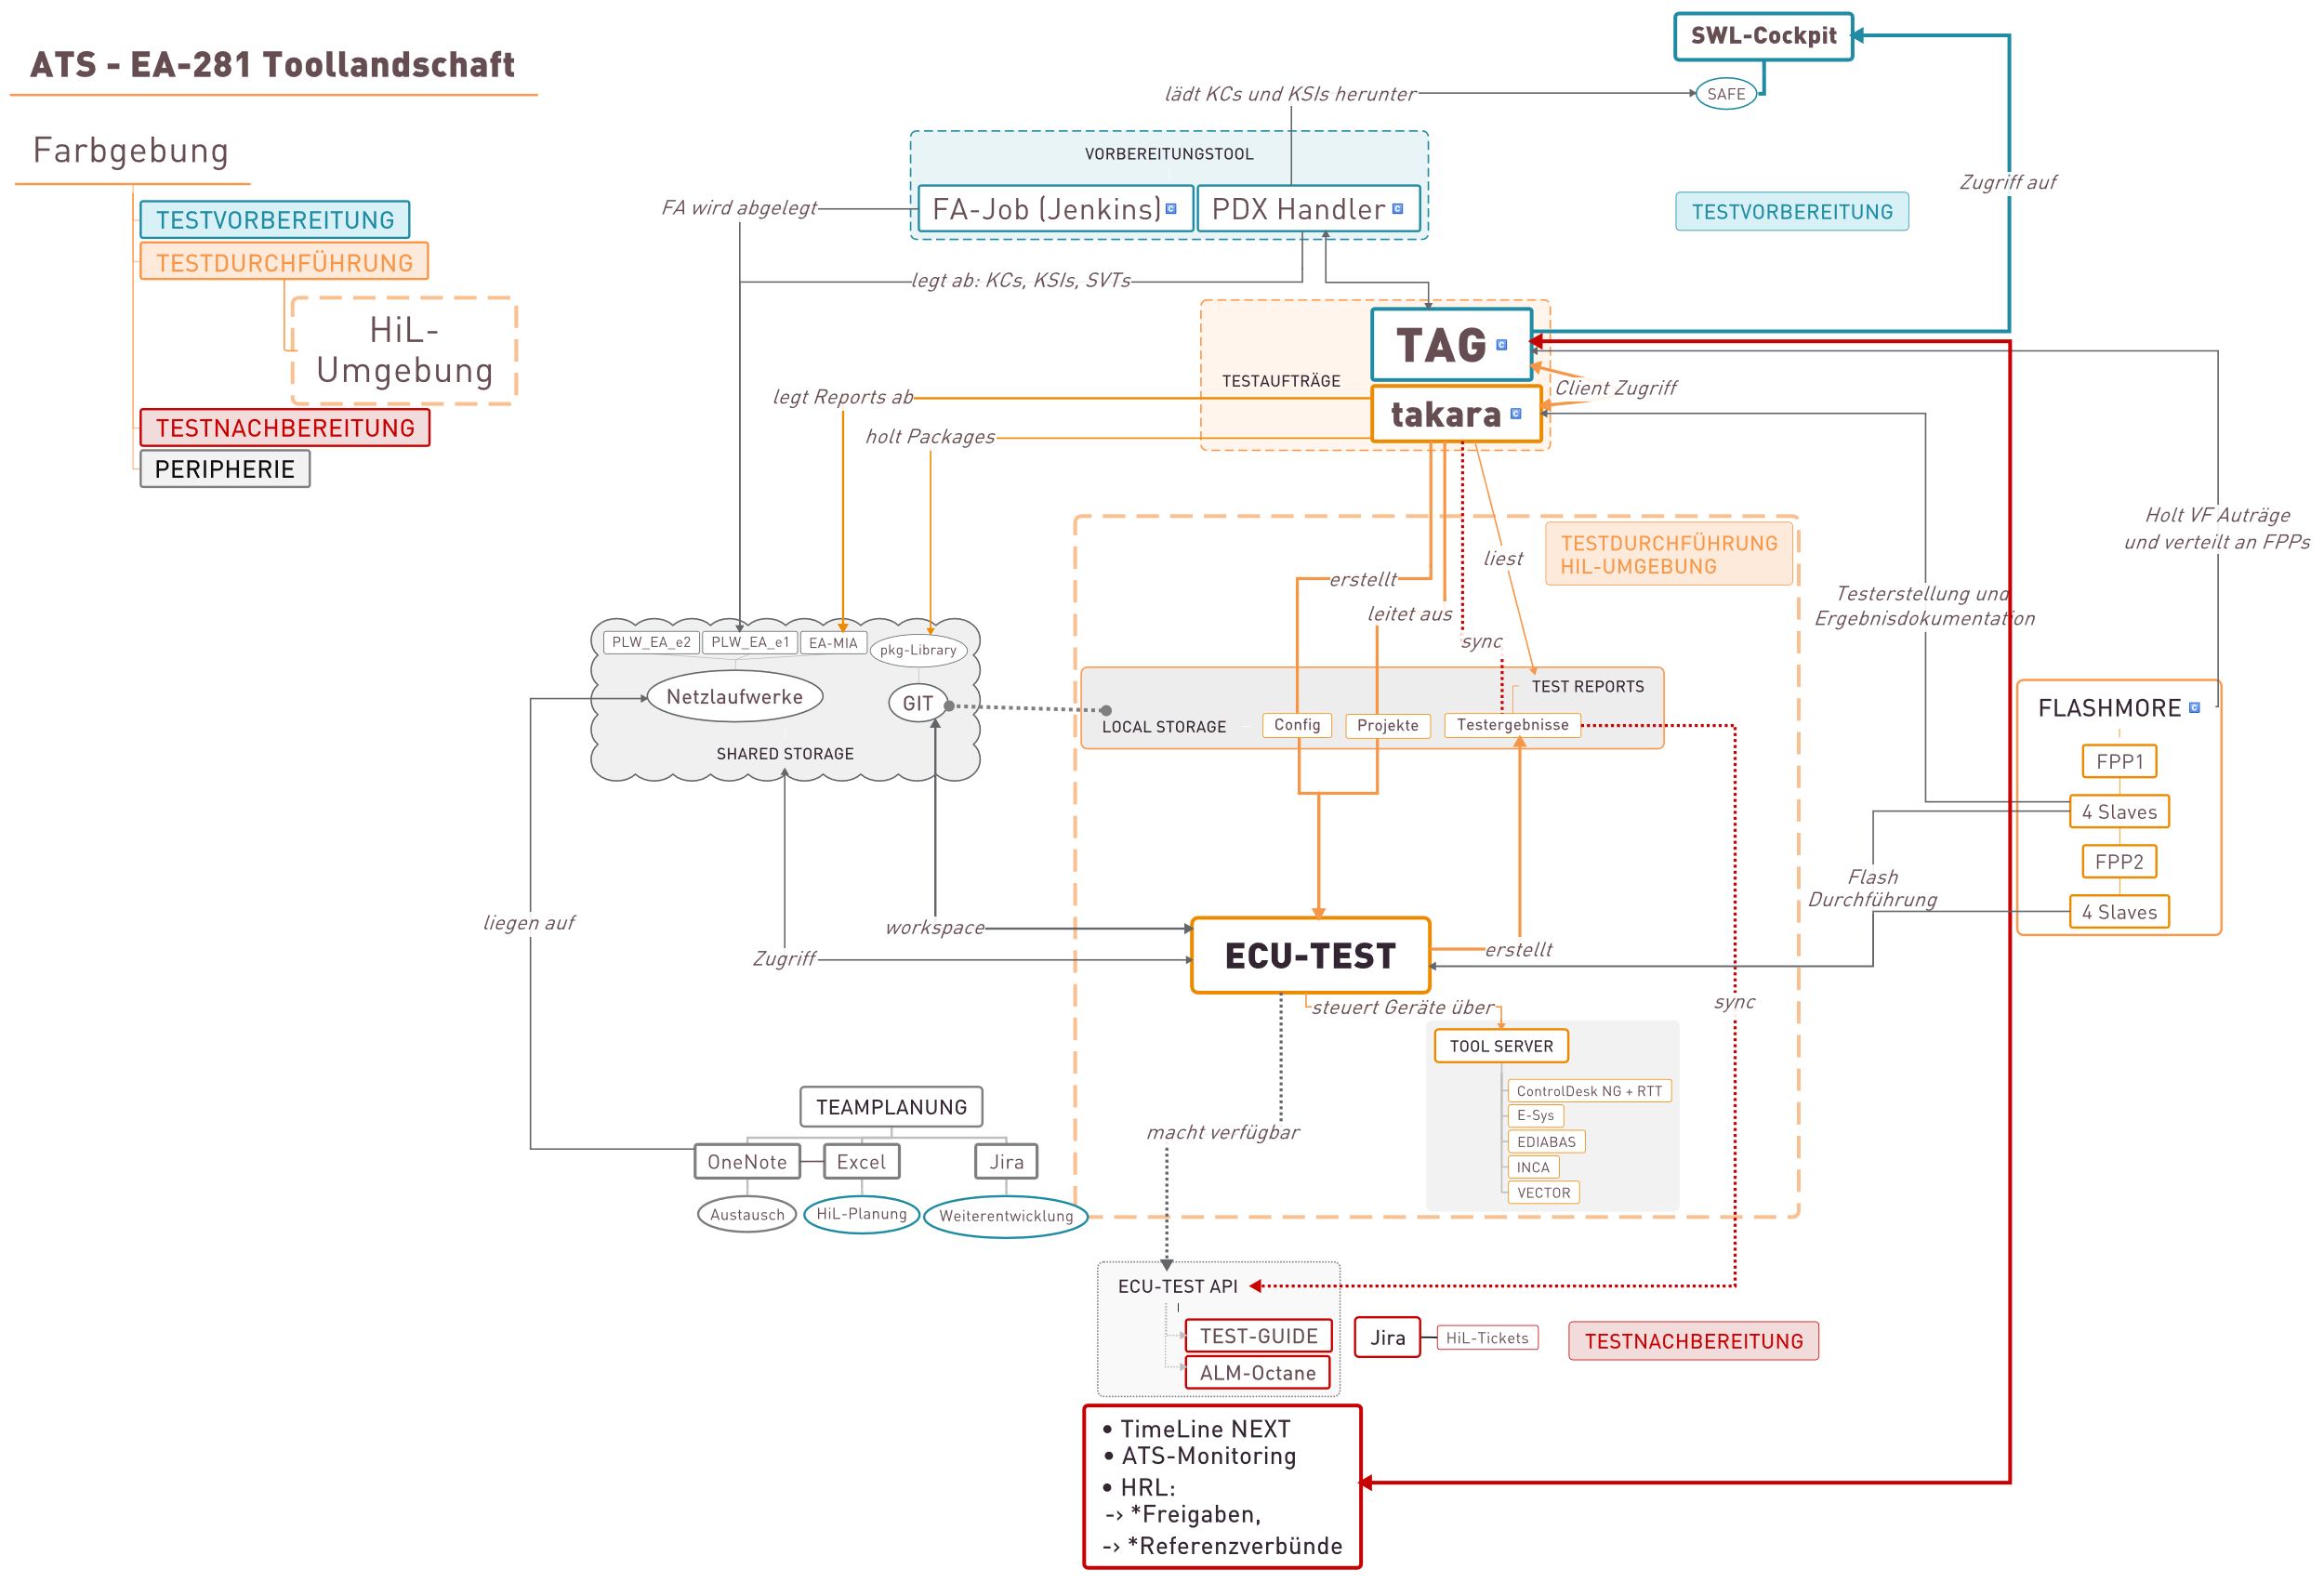 ATS - EA-281 Toollandschaft
Farbgebung
TESTVORBEREITUNG
TESTDURCHFÜHRUNG
HiL-
Umgebung
TESTNACHBEREITUNG
PERIPHERIE
SWL-Cockpit
SAFE
lädt KCs und KSIs herunter
Zugriff auf
VORBEREITUNGSTOOL
FA-Job (Jenkins)
PDX Handler
FA wird abgelegt
TESTVORBEREITUNG
legt ab: KCs, KSIs, SVTs
TAG
TESTAUFTRÄGE
takara
Client Zugriff
legt Reports ab
holt Packages
Holt VF Auträge
und verteilt an FPPs
TESTDURCHFÜHRUNG
HIL-UMGEBUNG
liest
erstellt
leitet aus
sync
Testerstellung und
Ergebnisdokumentation
PLW_EA_e2
PLW_EA_e1
EA-MIA
pkg-Library
Netzlaufwerke
GIT
SHARED STORAGE
TEST REPORTS
LOCAL STORAGE
Config
Projekte
Testergebnisse
FLASHMORE
FPP1
4 Slaves
FPP2
4 Slaves
Flash
Durchführung
liegen auf
workspace
Zugriff
ECU-TEST
erstellt
steuert Geräte über
sync
TOOL SERVER
ControlDesk NG + RTT
E-Sys
EDIABAS
INCA
VECTOR
TEAMPLANUNG
OneNote
Excel
Jira
Austausch
HiL-Planung
Weiterentwicklung
macht verfügbar
ECU-TEST API
TEST-GUIDE
ALM-Octane
Jira
HiL-Tickets
TESTNACHBEREITUNG
• TimeLine NEXT
• ATS-Monitoring
• HRL:
-> *Freigaben,
-> *Referenzverbünde